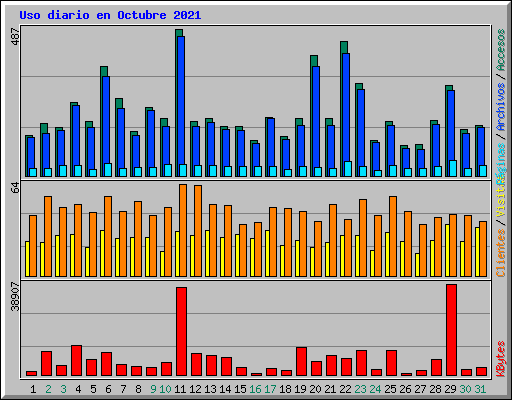 Uso diario en Octubre 2021
487
64
38907
Accesos
/ Archivos /
Páginas
Clientes / Visitas
KBytes
1 2 3 4 5 6 7 8 9 10 11 12 13 14 15 16 17 18 19 20 21 22 23 24 25 26 27 28 29 30 31